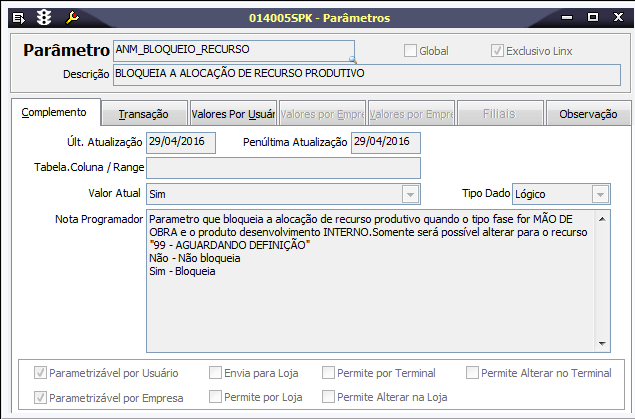 014005SPK - Parâmetros
Parâmetro ANM_BLOQUEIO_RECURSO Global Exclusivo Linx
Descrição BLOQUEIA A ALOCAÇÃO DE RECURSO PRODUTIVO
Complemento Transação Valores Por Usuár Valores por Empre Valores por Empre Filiais Observação
Últ. Atualização 29/04/2016 Penúltima Atualização 29/04/2016
Tabela.Coluna / Range
Valor Atual Sim Tipo Dado Lógico
Nota Programador Parametro que bloqueia a alocação de recurso produtivo quando o tipo fase for MÃO DE
OBRA e o produto desenvolvimento INTERNO.Somente será possível alterar para o recurso
"99 - AGUARDANDO DEFINIÇÃO"
Não - Não bloqueia
Sim - Bloqueia
Parametrizável por Usuário Envia para Loja Permite por Terminal Permite Alterar no Terminal
Parametrizável por Empresa Permite por Loja Permite Alterar na Loja